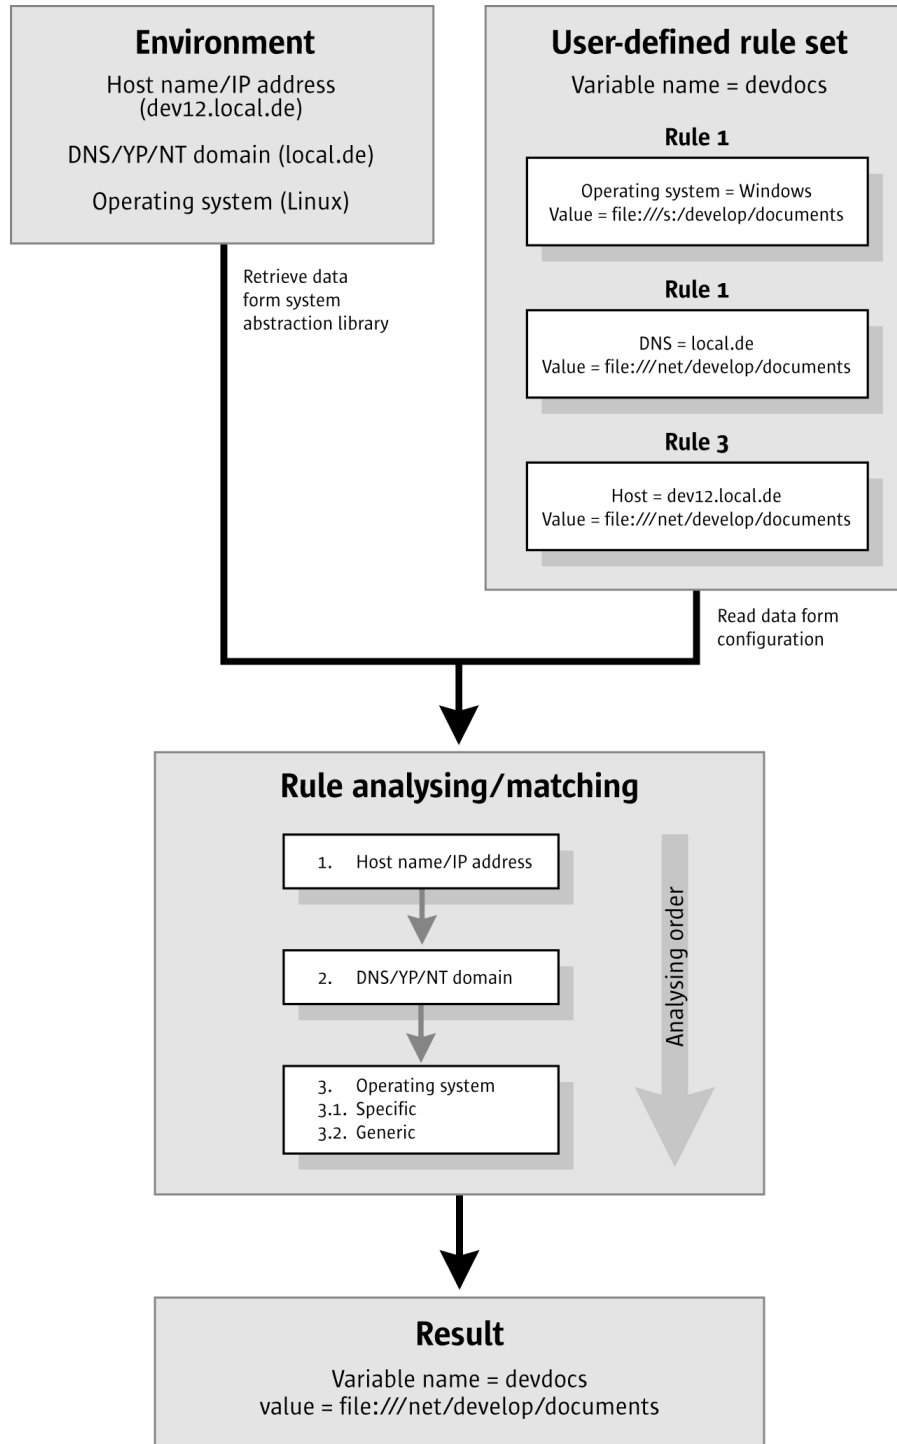 Environment
Host name/IP address
(dev12.local.de)
DNS/YP/NT domain (local.de)
Operating system (Linux)
Retrieve data
form system
abstraction library
User-defined rule set
Variable name = devdocs
Rule 1
Operating system = Windows
Value = file:///s:/develop/documents
Rule 1
DNS = local.de
Value = file:///net/develop/documents
Rule 3
Host = dev12.local.de
Value = file:///net/develop/documents
Read data form
configuration
Rule analysing/matching
1. Host name/IP address
2. DNS/YP/NT domain
3. Operating system
3.1. Specific
3.2. Generic
Analysing order
Result
Variable name = devdocs
value = file:///net/develop/documents